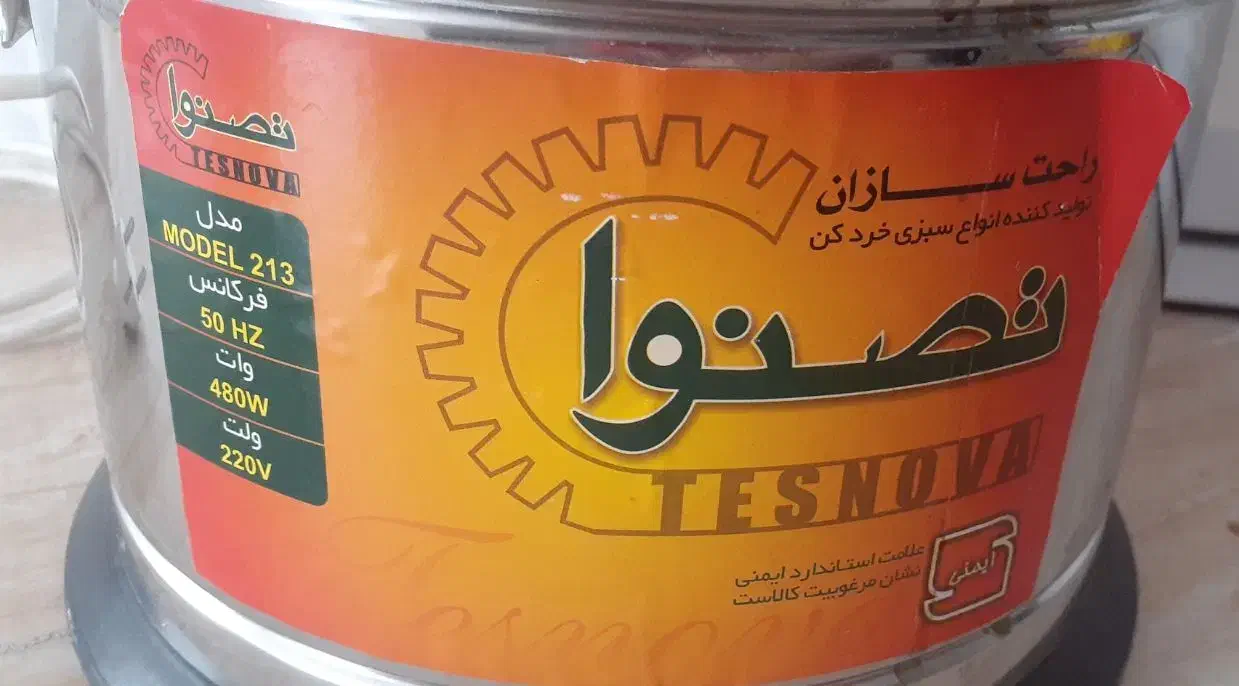 تصنوا
TESNOVA
مدل
MODEL 213
فرکانس
50 HZ
وات
480W
ولت
220V
راحت ســـازان
تولید کننده انواع سبزی خرد کن
تصنوا
TESNOVA
علامت استاندارد ایمنی
نشان مرغوبیت کالاست
ایمنی